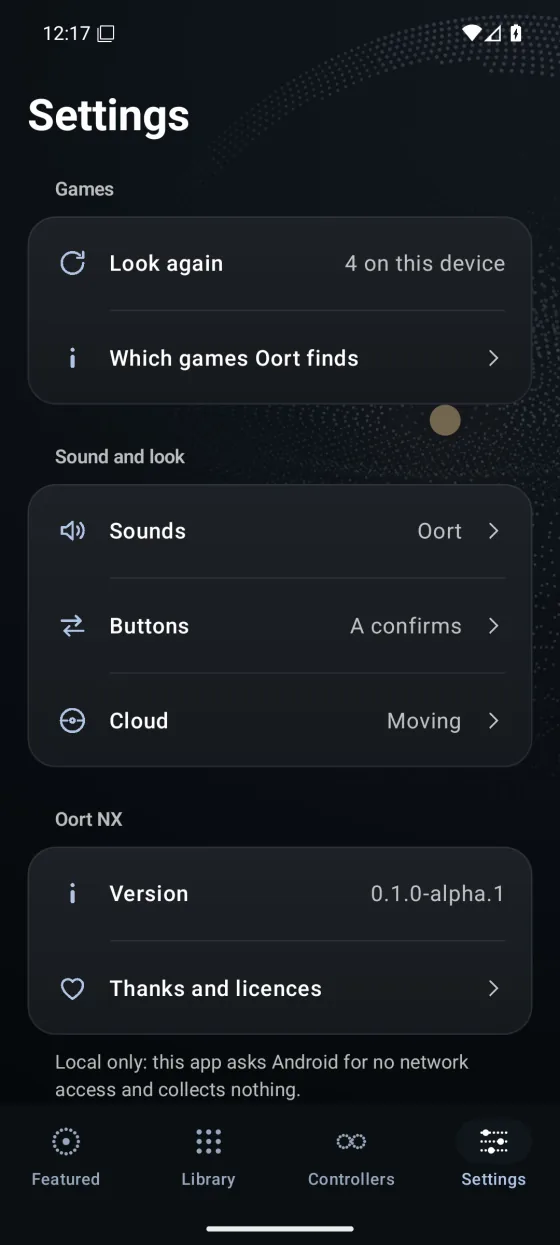 12:17
Settings
Games
Look again 4 on this device
Which games Oort finds
Sound and look
Sounds Oort
Buttons A confirms
Cloud Moving
Oort NX
Version 0.1.0-alpha.1
Thanks and licences
Local only: this app asks Android for no network
access and collects nothing.
Featured Library Controllers Settings